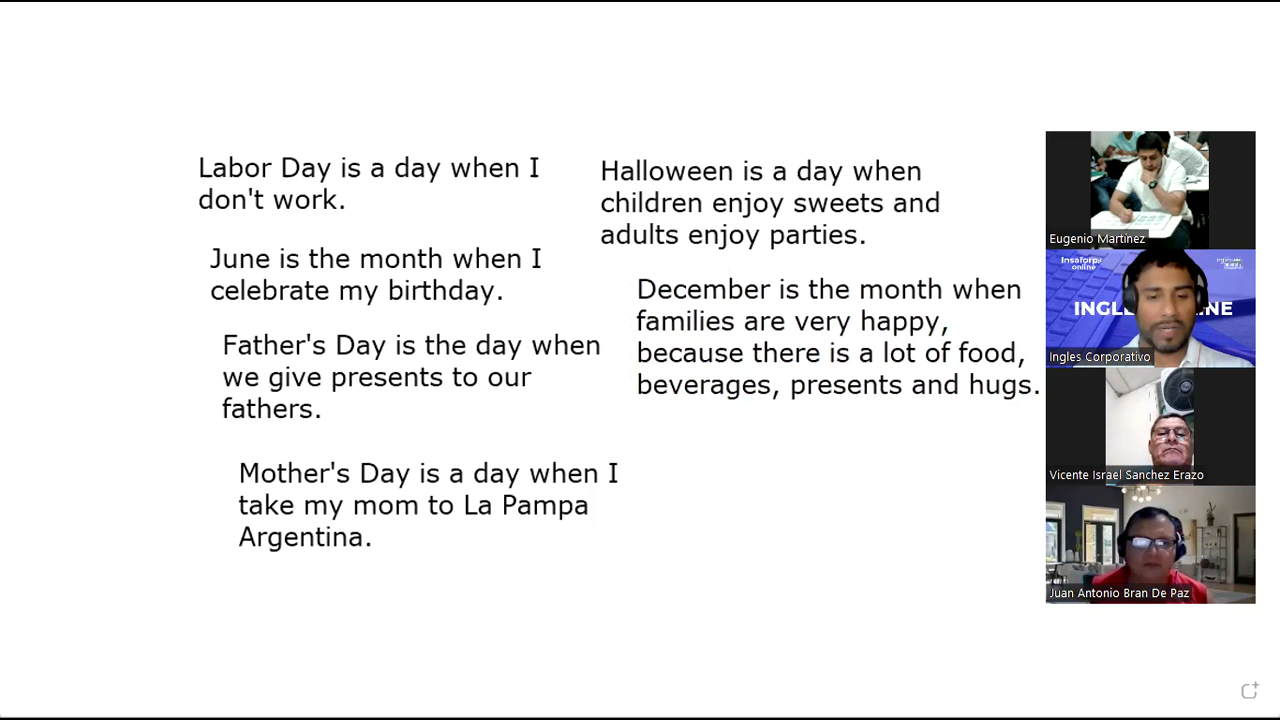 Labor Day is a day when I
don't work.
June is the month when I
celebrate my birthday.
Father's Day is the day when
we give presents to our
fathers.
Mother's Day is a day when I
take my mom to La Pampa
Argentina.
Halloween is a day when
children enjoy sweets and
adults enjoy parties.
December is the month when
families are very happy,
because there is a lot of food,
beverages, presents and hugs.
Eugenio Martínez
Insaforp
online
Ingles Corporativo
Vicente Israel Sanchez Erazo
Juan Antonio Bran De Paz